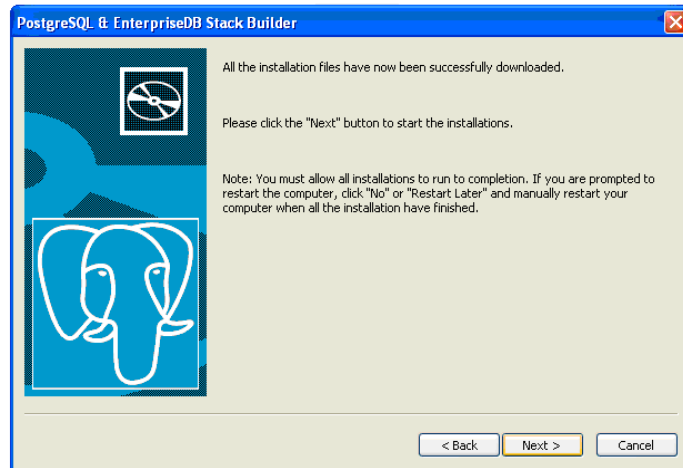 PostgreSQL & EnterpriseDB Stack Builder
All the installation files have now been successfully downloaded.
Please click the "Next" button to start the installations.
Note: You must allow all installations to run to completion. If you are prompted to
restart the computer, click "No" or "Restart Later" and manually restart your
computer when all the installation have finished.
< Back
Next >
Cancel